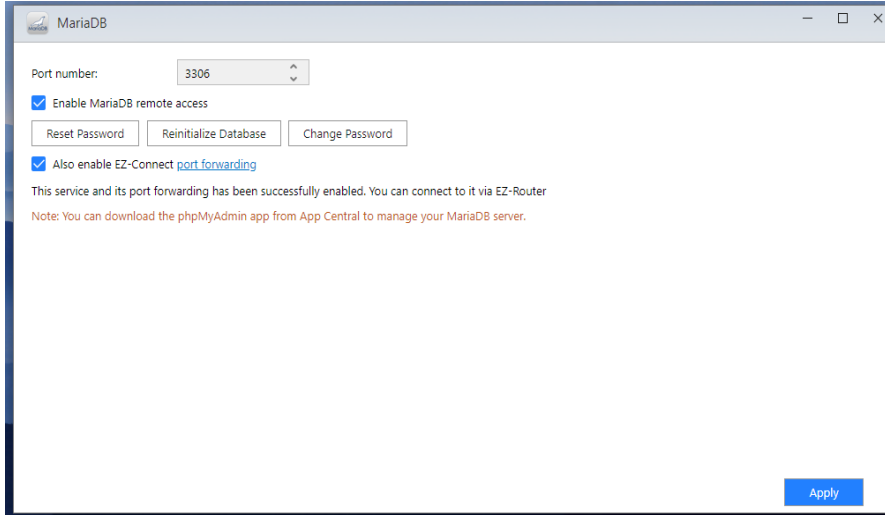 MariaDB
Port number: 3306
Enable MariaDB remote access
Reset Password Reinitialize Database Change Password
Also enable EZ-Connect port forwarding
This service and its port forwarding has been successfully enabled. You can connect to it via EZ-Router
Note: You can download the phpMyAdmin app from App Central to manage your MariaDB server.
Apply